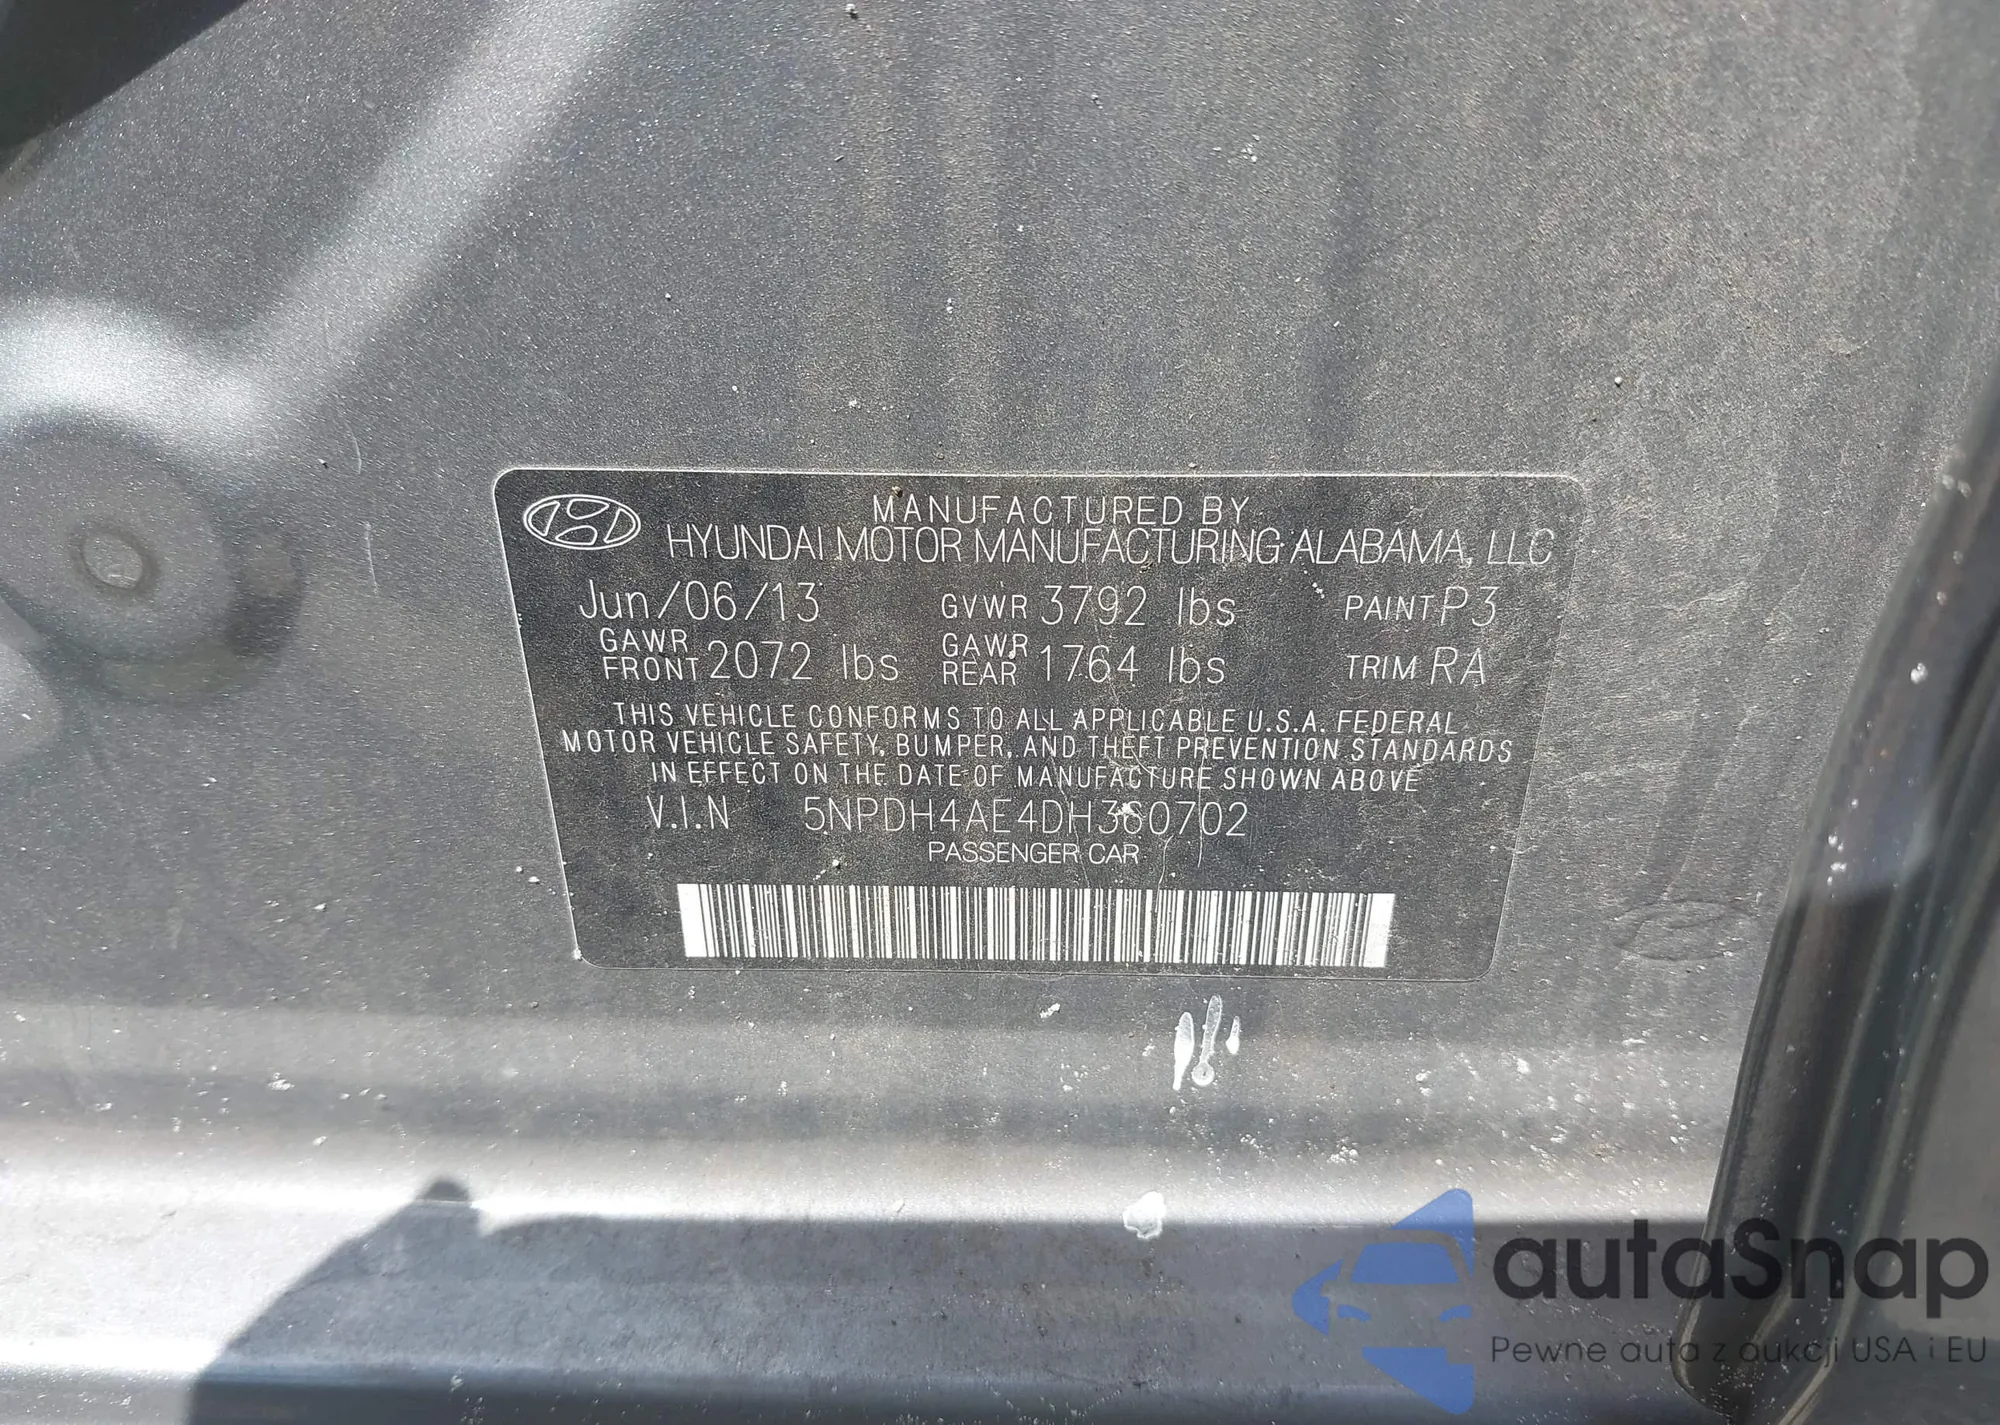 MANUFACTURED BY
HYUNDAI MOTOR MANUFACTURING ALABAMA, LLC
Jun/06/13 GVWR 3792 lbs PAINT P3
GAWR FRONT 2072 lbs GAWR REAR 1764 lbs TRIM RA
THIS VEHICLE CONFORMS TO ALL APPLICABLE U.S.A. FEDERAL
MOTOR VEHICLE SAFETY, BUMPER, AND THEFT PREVENTION STANDARDS
IN EFFECT ON THE DATE OF MANUFACTURE SHOWN ABOVE
V.I.N 5NPDH4AE4DH360702
PASSENGER CAR
autaSnap
Pewne auta z aukcji USA i EU